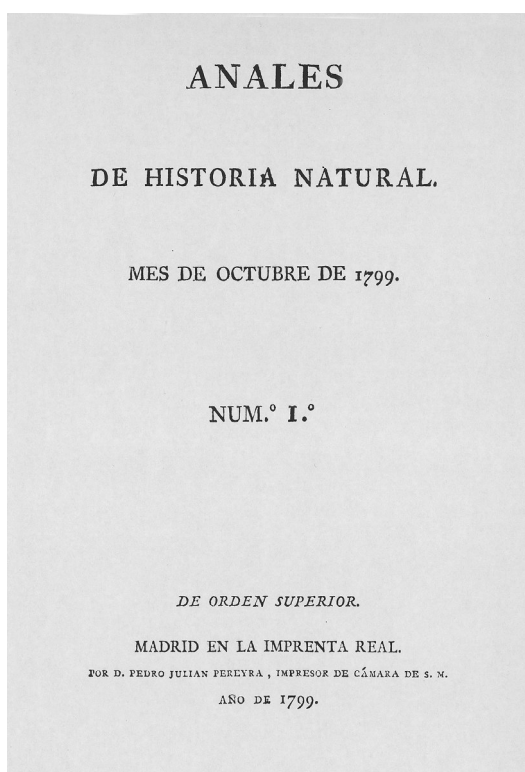 ANALES
DE HISTORIA NATURAL.
MES DE OCTUBRE DE 1799.
NUM.º I.º
DE ORDEN SUPERIOR.
MADRID EN LA IMPRENTA REAL.
POR D. PEDRO JULIAN PEREYRA , IMPRESOR DE CÁMARA DE S. M.
AÑO DE 1799.